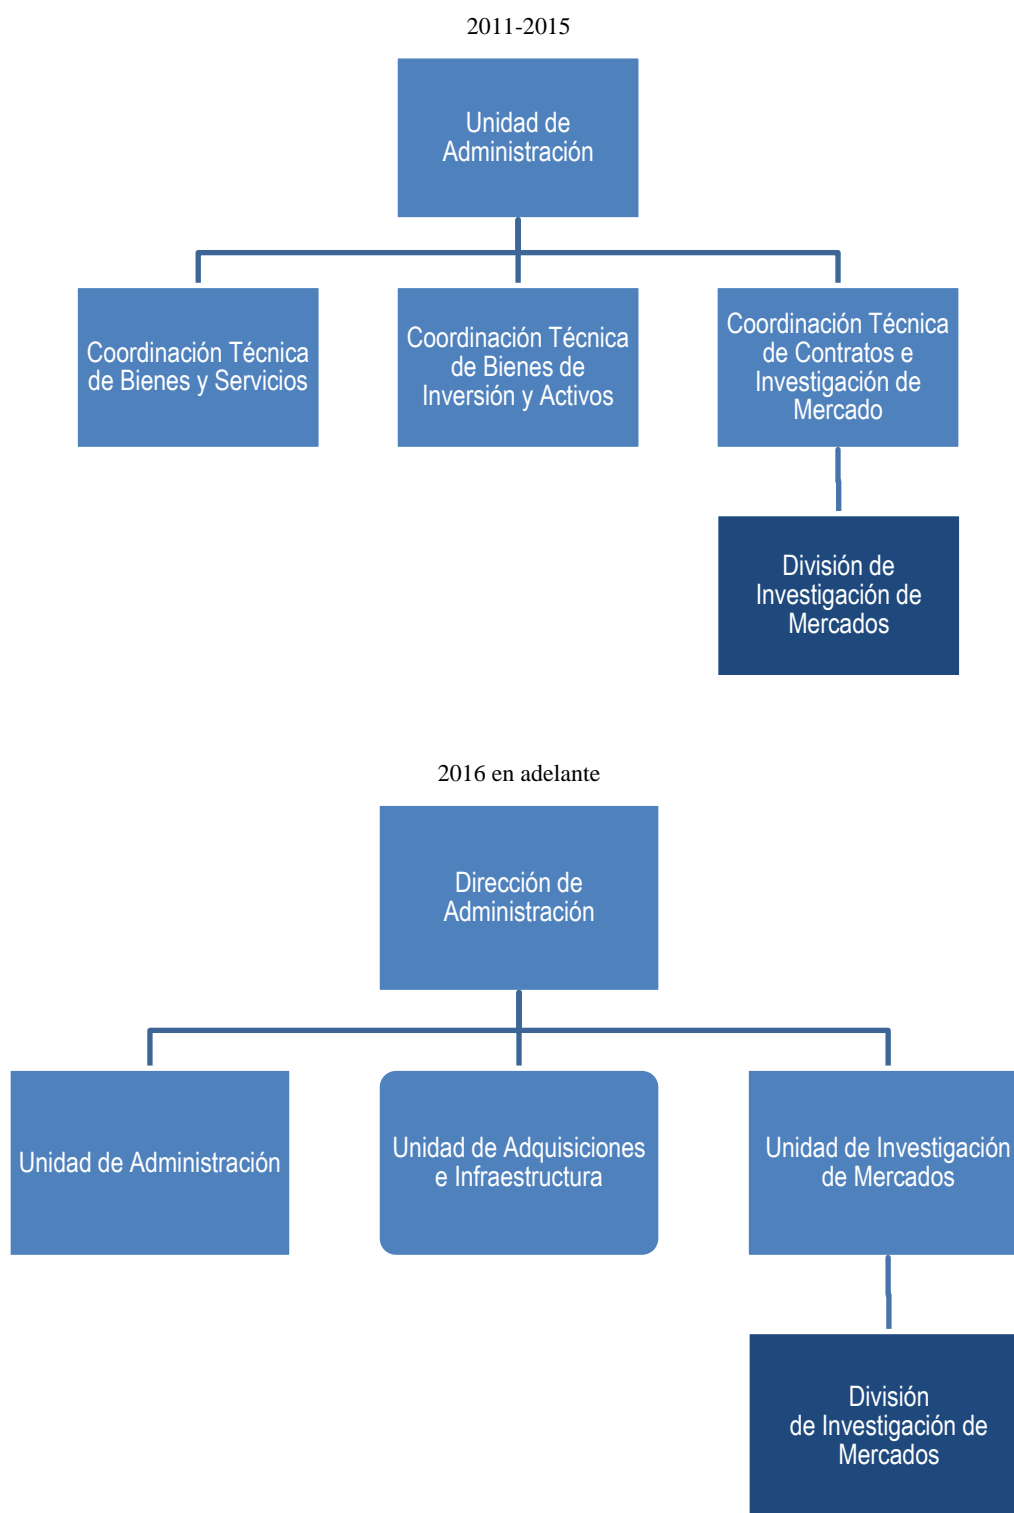 2011-2015
Unidad de
Administración
Coordinación Técnica
de Bienes y Servicios
Coordinación Técnica
de Bienes de
Inversión y Activos
Coordinación Técnica
de Contratos e
Investigación de
Mercado
División de
Investigación de
Mercados
2016 en adelante
Dirección de
Administración
Unidad de Administración
Unidad de Adquisiciones
e Infraestructura
Unidad de Investigación
de Mercados
División
de Investigación de
Mercados